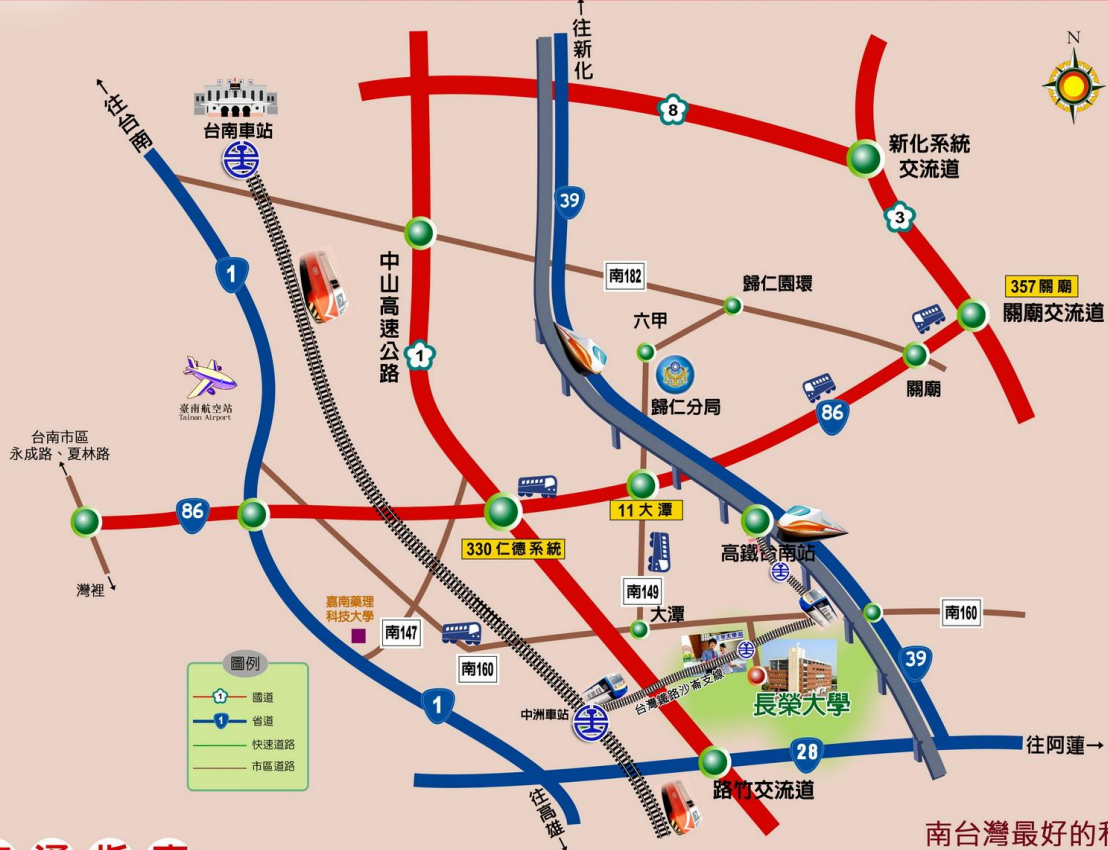 ↑往新化
N
←往台南
台南車站
8
新化系統
交流道
39
3
1
中山高速公路
南182
歸仁園環
357關廟
關廟交流道
六甲
1
歸仁分局
關廟
86
臺南航空站
Tainan Airport
台南市區
永成路、夏林路
86
11大潭
330仁德系統
高鐵台南站
灣裡
南149
嘉南藥理
科技大學
南147
大潭
南160
南160
圖例
1 國道
1 省道
快速道路
市區道路
39
1
台灣鐵路沙崙支線
中洲車站
長榮大學
28
往阿蓮→
路竹交流道
往高雄→
南台灣最好的